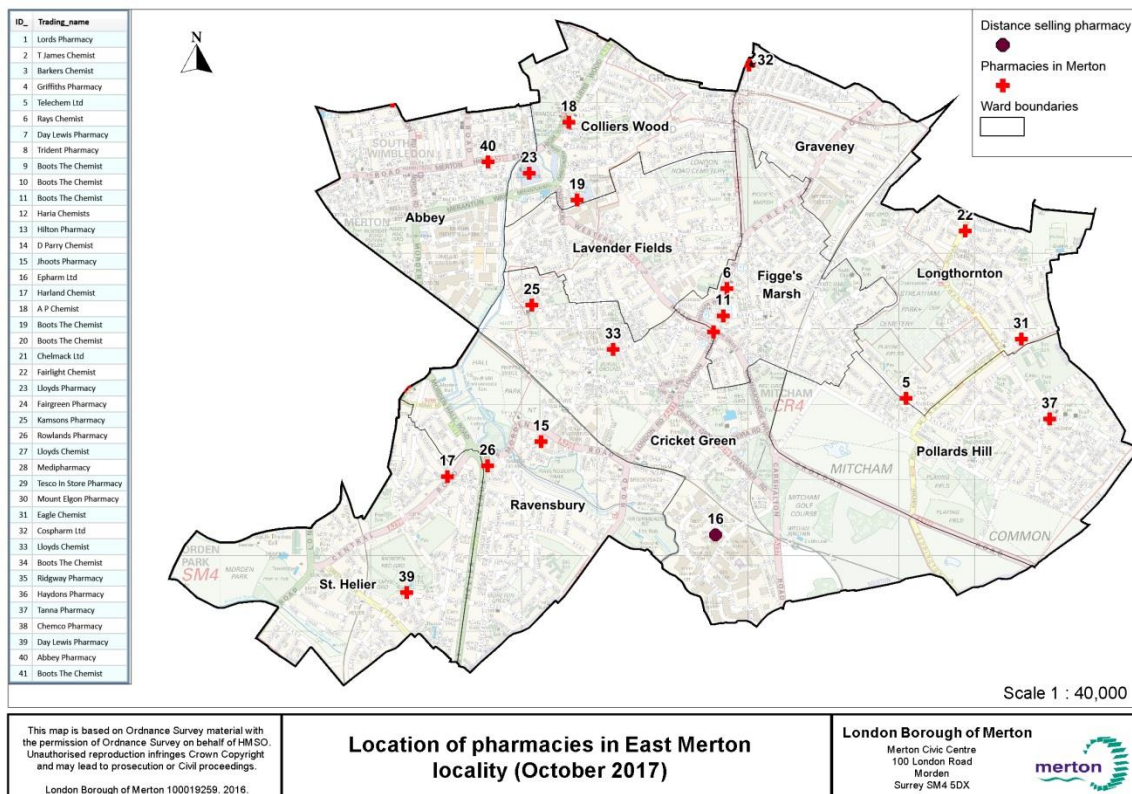 ID_ Trading_name
1 Lords Pharmacy
2 T James Chemist
3 Barkers Chemist
4 Griffiths Pharmacy
5 Telechem Ltd
6 Rays Chemist
7 Day Lewis Pharmacy
8 Trident Pharmacy
9 Boots The Chemist
10 Boots The Chemist
11 Boots The Chemist
12 Haria Chemists
13 Hilton Pharmacy
14 D Parry Chemist
15 Jhoots Pharmacy
16 Epharm Ltd
17 Harland Chemist
18 A P Chemist
19 Boots The Chemist
20 Boots The Chemist
21 Chelmack Ltd
22 Fairlight Chemist
23 Lloyds Pharmacy
24 Fairgreen Pharmacy
25 Kamsons Pharmacy
26 Rowlands Pharmacy
27 Lloyds Chemist
28 Medipharmacy
29 Tesco In Store Pharmacy
30 Mount Elgon Pharmacy
31 Eagle Chemist
32 Cospharm Ltd
33 Lloyds Chemist
34 Boots The Chemist
35 Ridgway Pharmacy
36 Haydons Pharmacy
37 Tanna Pharmacy
38 Chemco Pharmacy
39 Day Lewis Pharmacy
40 Abbey Pharmacy
41 Boots The Chemist
N
Distance selling pharmacy
Pharmacies in Merton
Ward boundaries
32
18
Colliers Wood
Graveney
40
23
19
SOUTH
WIMBLEDON
MERTON
Abbey
Lavender Fields
22
Longthornton
6
Figge's
Marsh
11
25
33
31
5
37
MITCHAM
CR4
15
Cricket Green
Pollards Hill
MITCHAM
17
26
Ravensbury
16
MITCHAM
GOLF
COURSE
COMMON
MORDEN
PARK
SM4
St. Helier
39
Scale 1 : 40,000
This map is based on Ordnance Survey material with
the permission of Ordnance Survey on behalf of HMSO.
Unauthorised reproduction infringes Crown Copyright
and may lead to prosecution or Civil proceedings.
London Borough of Merton 100019259. 2016.
Location of pharmacies in East Merton
locality (October 2017)
London Borough of Merton
Merton Civic Centre
100 London Road
Morden
Surrey SM4 5DX
merton